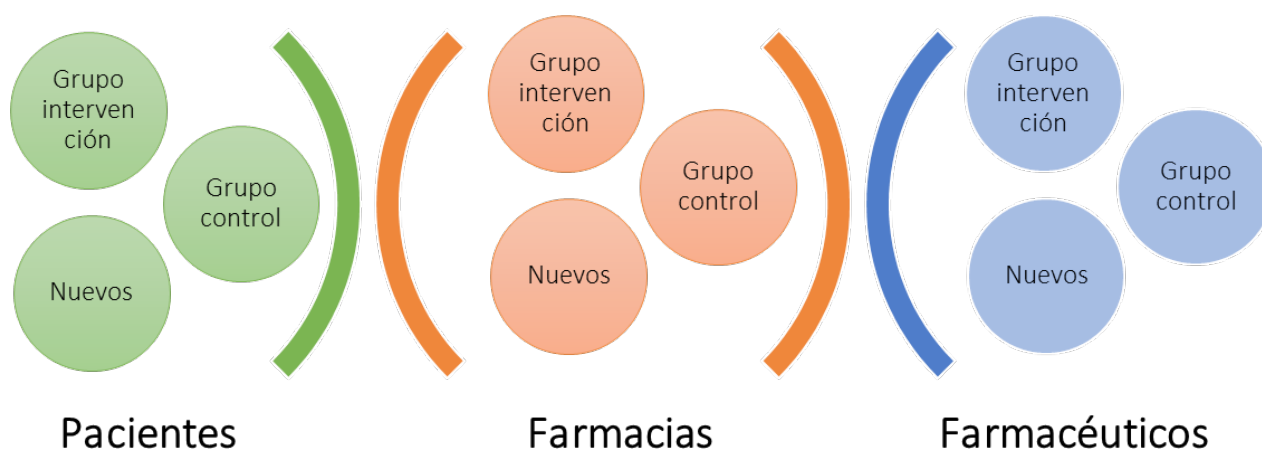 Grupo
interven
ción
Grupo
control
Nuevos
Pacientes
Grupo
interven
ción
Grupo
control
Nuevos
Farmacias
Grupo
interven
ción
Grupo
control
Nuevos
Farmacéuticos